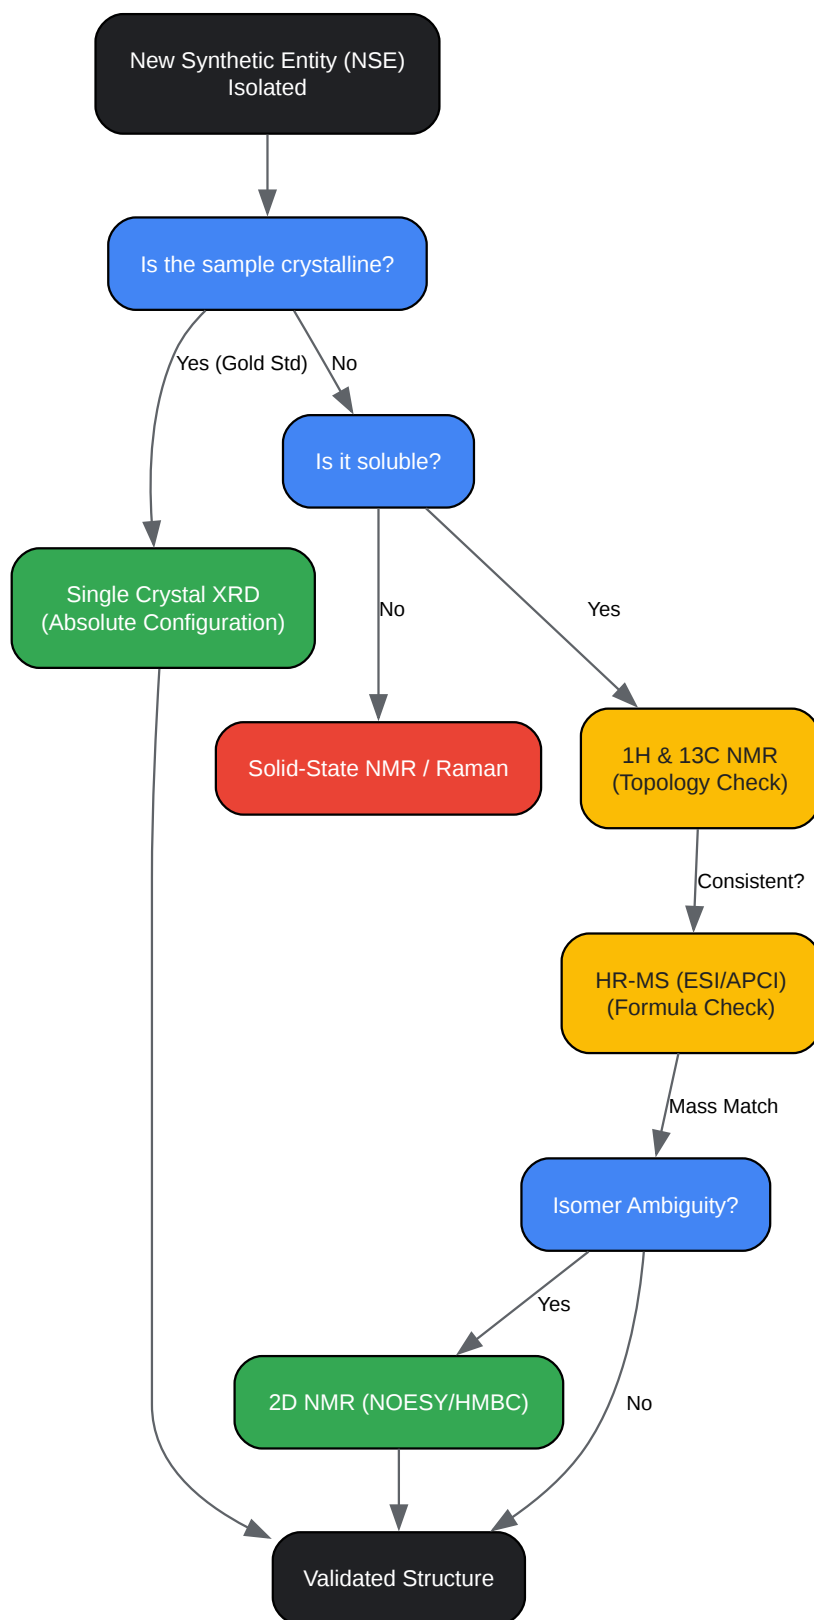 New Synthetic Entity (NSE)
Isolated
Is the sample crystalline?
Yes (Gold Std)
No
Is it soluble?
Single Crystal XRD
(Absolute Configuration)
No
Yes
Solid-State NMR / Raman
1H & 13C NMR
(Topology Check)
Consistent?
HR-MS (ESI/APCI)
(Formula Check)
Mass Match
Isomer Ambiguity?
Yes
No
2D NMR (NOESY/HMBC)
Validated Structure